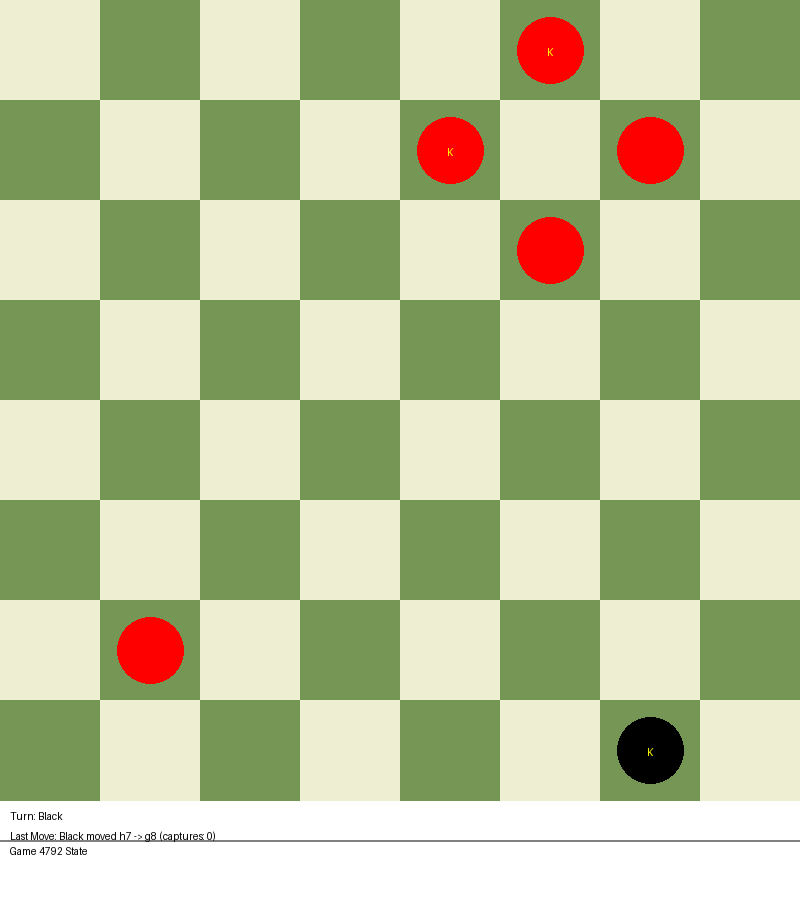 K
K
K
Turn: Black
Last Move: Black moved h7 -> g8 (captures: 0)
Game 4792 State